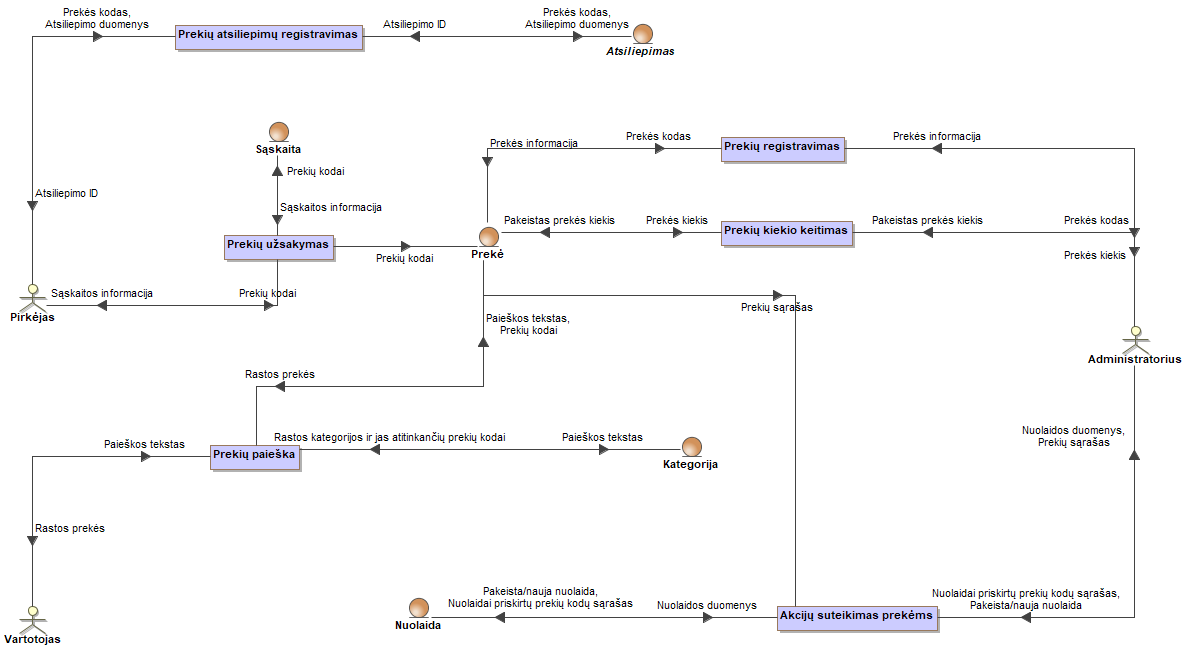 Prekės kodas,
Atsiliepimo duomenys
Prekių atsiliepimų registravimas
Atsiliepimo ID
Prekės kodas,
Atsiliepimo duomenys
Atsiliepimas
Sąskaita
Prekių kodai
Sąskaitos informacija
Atsiliepimo ID
Prekių užsakymas
Prekių kodai
Prekės informacija
Prekės kodas
Prekių registravimas
Prekės informacija
Pakeistas prekės kiekis
Prekės kiekis
Prekių kiekio keitimas
Pakeistas prekės kiekis
Prekės kodas
Prekė
Prekės kiekis
Sąskaitos informacija
Prekių kodai
Pirkėjas
Prekių sąrašas
Paieškos tekstas,
Prekių kodai
Administratorius
Rastos prekės
Paieškos tekstas
Prekių paieška
Rastos kategorijos ir jas atitinkančių prekių kodai
Paieškos tekstas
Kategorija
Nuolaidos duomenys,
Prekių sąrašas
Rastos prekės
Vartotojas
Pakeista/nauja nuolaida,
Nuolaidai priskirtų prekių kodų sąrašas
Nuolaidos duomenys
Nuolaida
Akcijų suteikimas prekėms
Nuolaidai priskirtų prekių kodų sąrašas,
Pakeista/nauja nuolaida